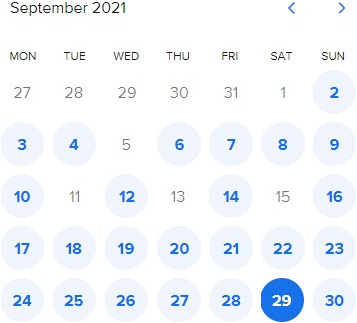 September 2021
MON TUE WED THU FRI SAT SUN
27 28 29 30 31 1 2
3 4 5 6 7 8 9
10 11 12 13 14 15 16
17 18 19 20 21 22 23
24 25 26 27 28 29 30